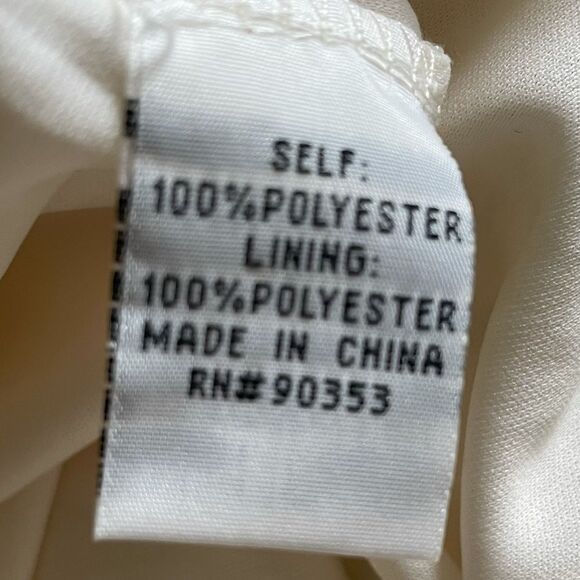 SELF:
100%POLYESTER
LINING:
100%POLYESTER
MADE IN CHINA
RN#90353